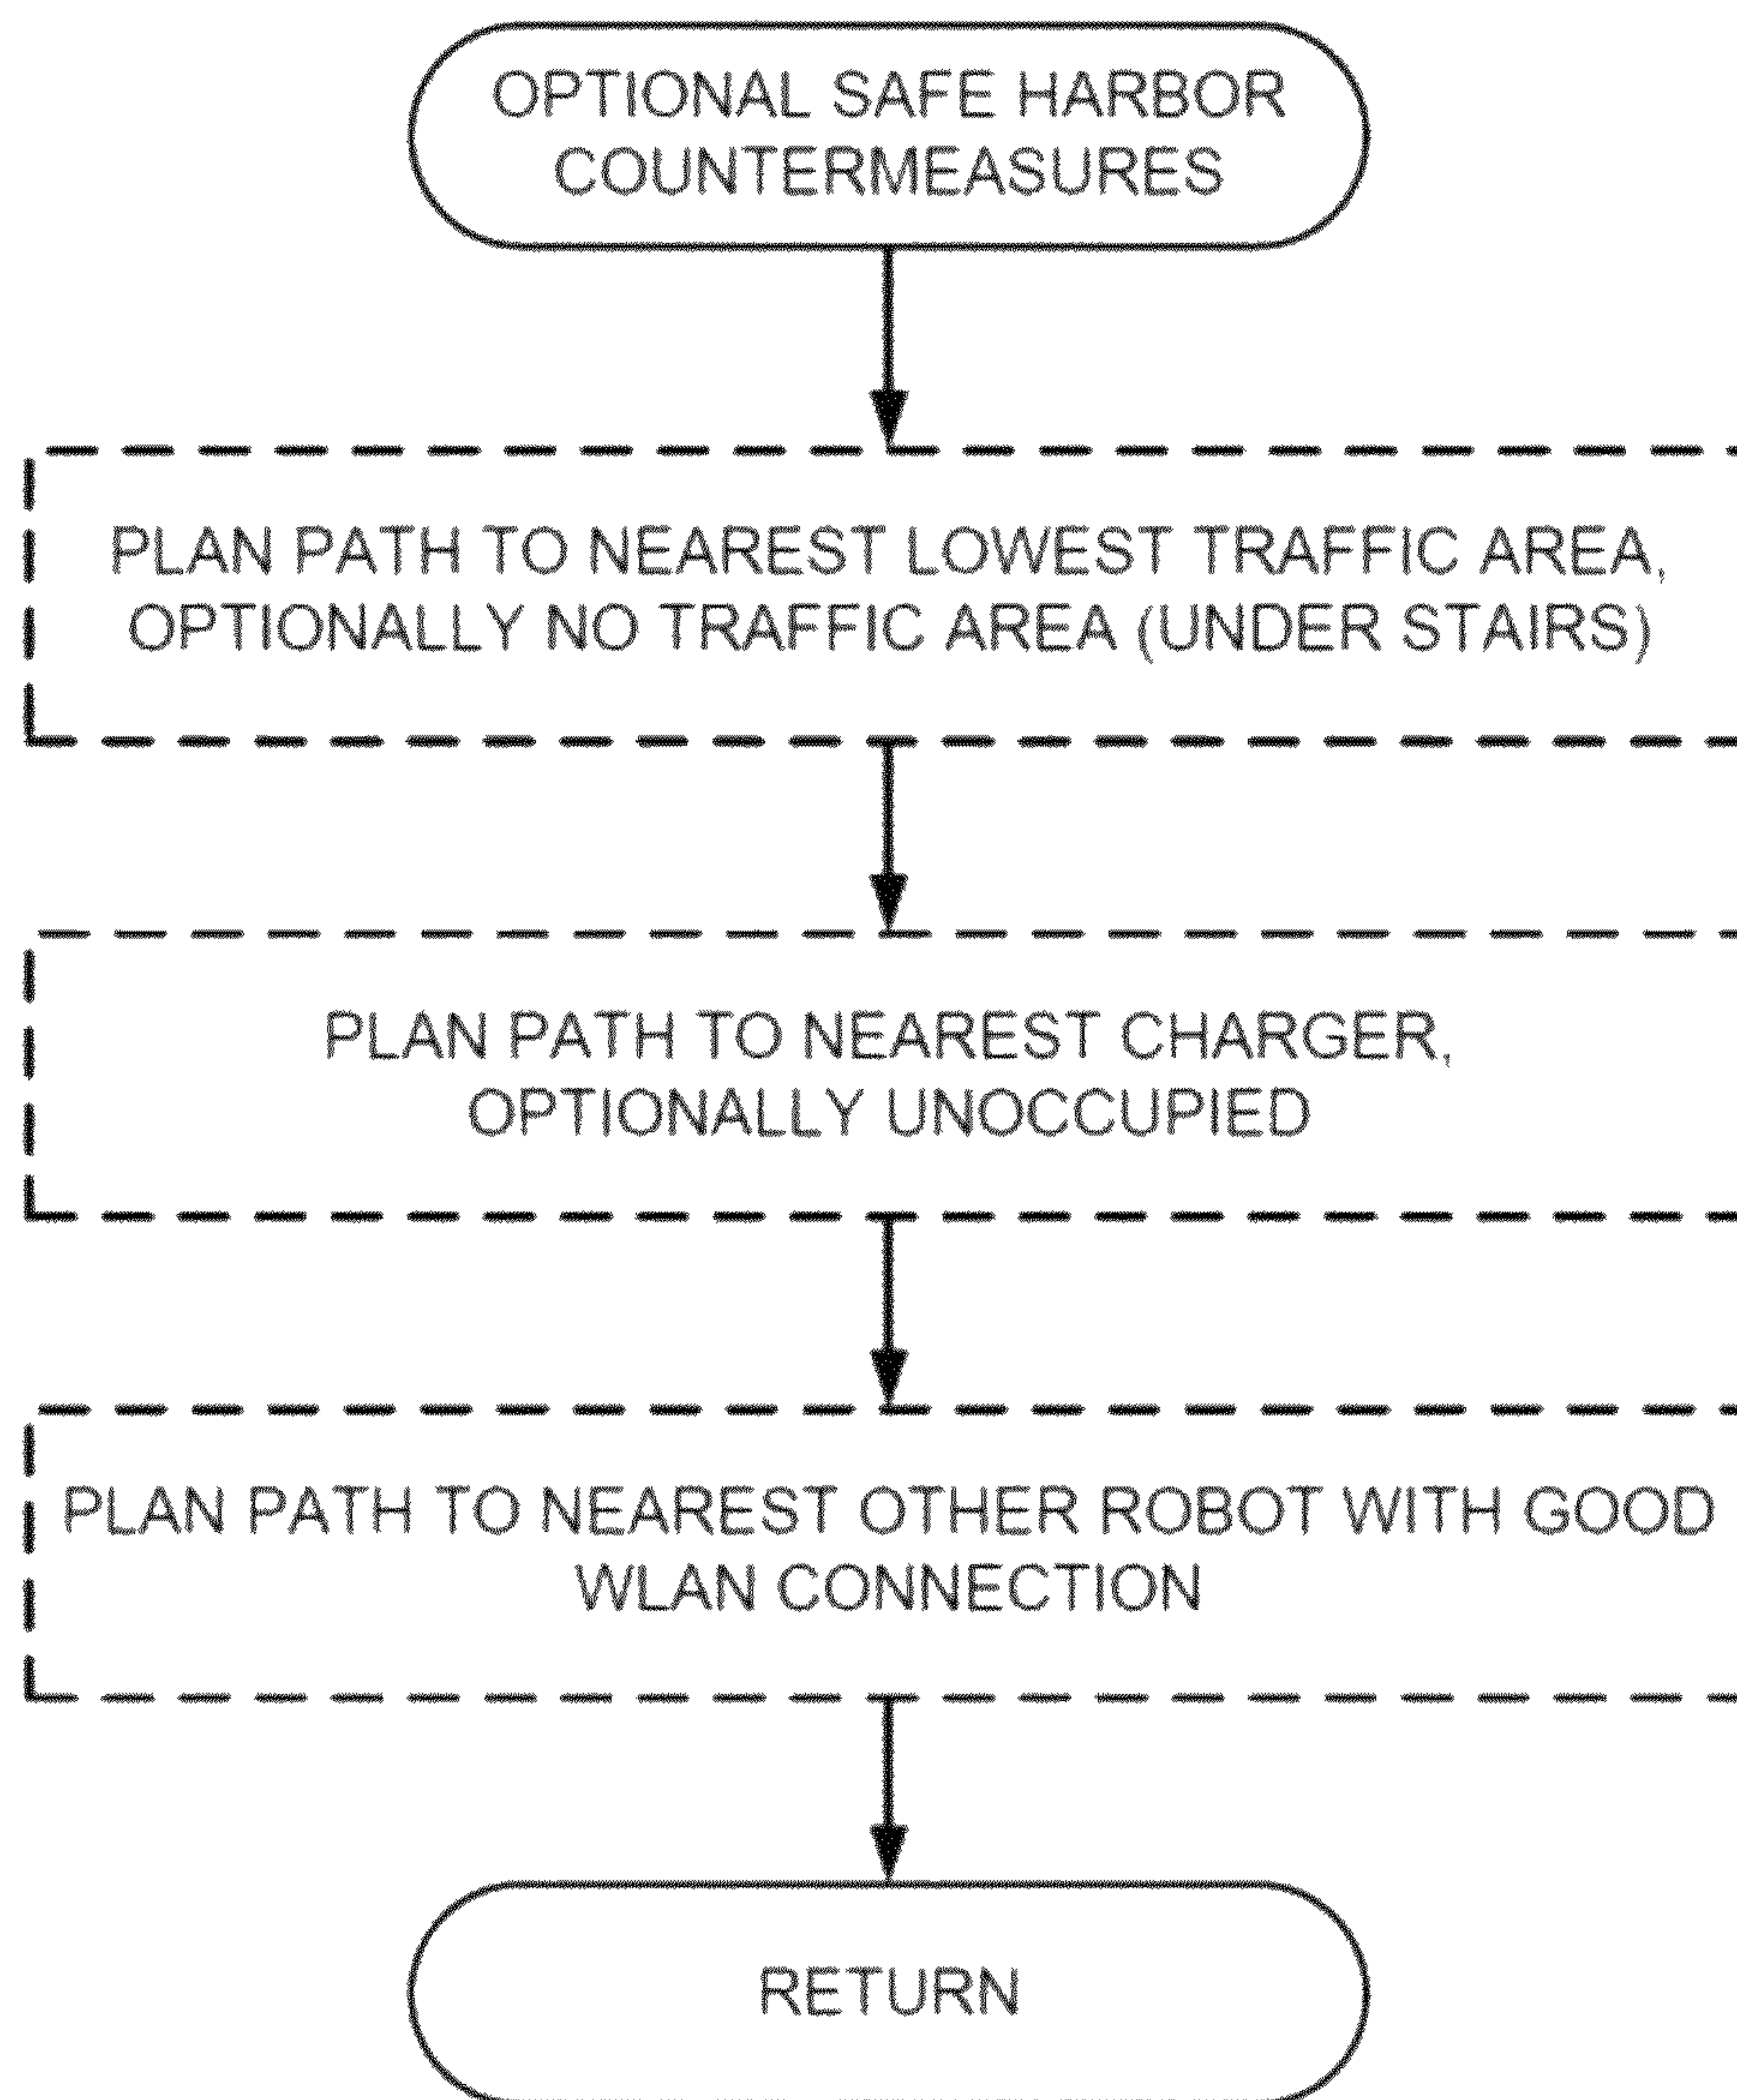 OPTIONAL SAFE HARBOR
COUNTERMEASURES
PLAN PATH TO NEAREST LOWEST TRAFFIC AREA,
OPTIONALLY NO TRAFFIC AREA (UNDER STAIRS)
PLAN PATH TO NEAREST CHARGER,
OPTIONALLY UNOCCUPIED
PLAN PATH TO NEAREST OTHER ROBOT WITH GOOD
WLAN CONNECTION
RETURN